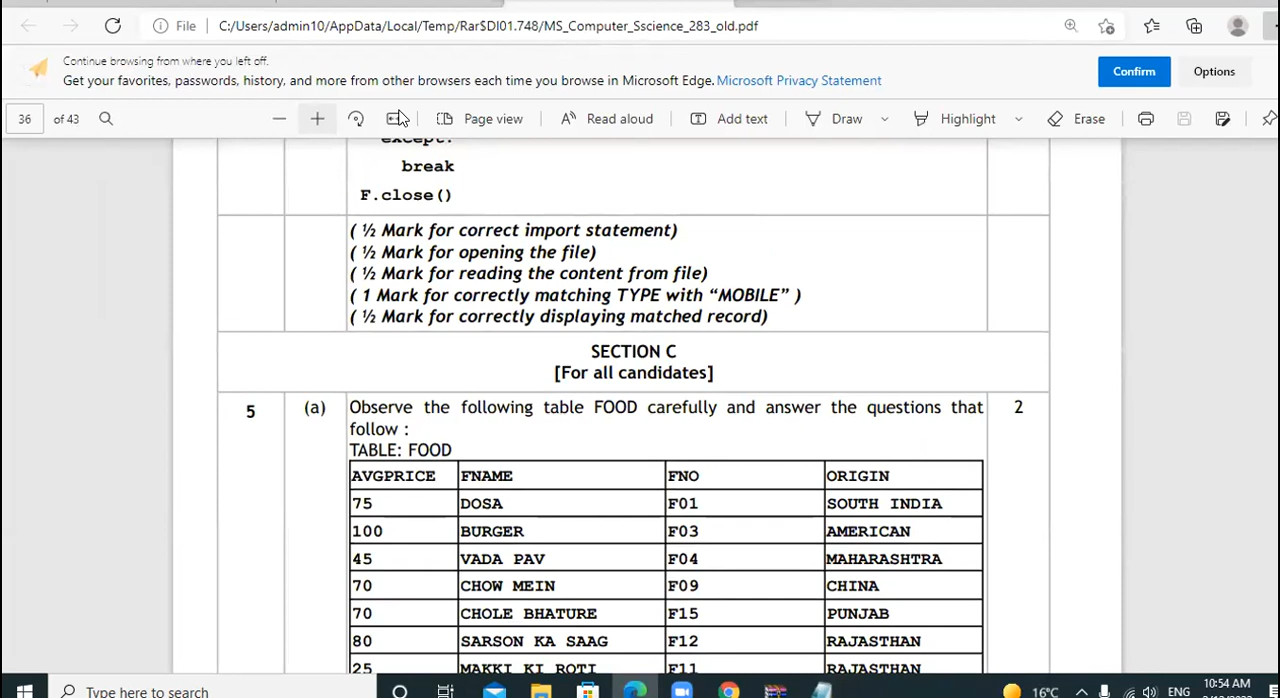 File C:/Users/admin10/AppData/Local/Temp/Rar$DI01.748/MS_Computer_Sscience_283_old.pdf
Continue browsing from where you left off.
Get your favorites, passwords, history, and more from other browsers each time you browse in Microsoft Edge. Microsoft Privacy Statement
Confirm
Options
36 of 43
Page view
Read aloud
Add text
Draw
Highlight
Erase
except:
break
F.close()
( ½ Mark for correct import statement)
( ½ Mark for opening the file)
( ½ Mark for reading the content from file)
( 1 Mark for correctly matching TYPE with “MOBILE” )
( ½ Mark for correctly displaying matched record)
SECTION C
[For all candidates]
5 (a) Observe the following table FOOD carefully and answer the questions that 2
follow :
TABLE: FOOD
AVGPRICE FNAME FNO ORIGIN
75 DOSA F01 SOUTH INDIA
100 BURGER F03 AMERICAN
45 VADA PAV F04 MAHARASHTRA
70 CHOW MEIN F09 CHINA
70 CHOLE BHATURE F15 PUNJAB
80 SARSON KA SAAG F12 RAJASTHAN
25 MAKKI KI ROTI F11 RAJASTHAN
Type here to search
16°C
ENG
10:54 AM